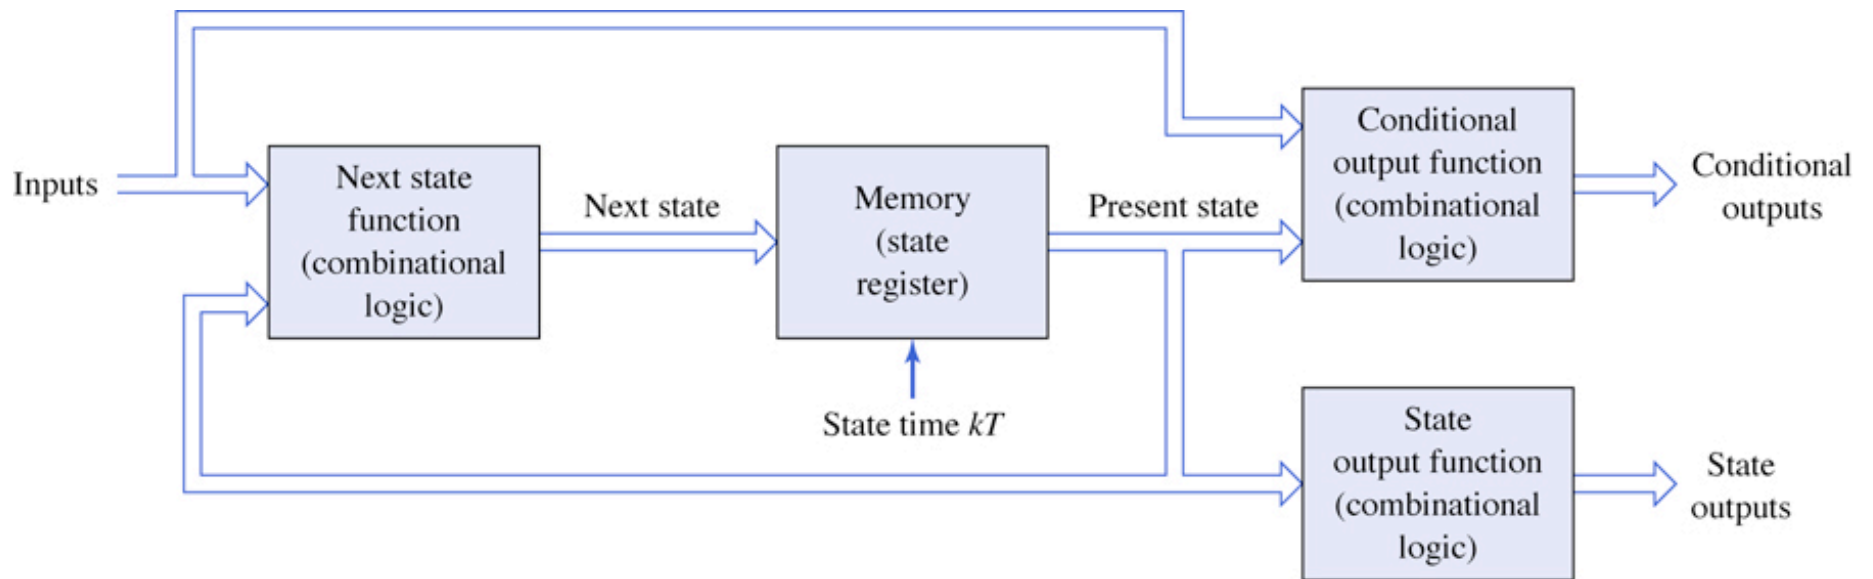 Inputs
Next state
function
(combinational
logic)
Next state
Memory
(state
register)
State time kT
Present state
Conditional
output function
(combinational
logic)
Conditional
outputs
State
output function
(combinational
logic)
State
outputs